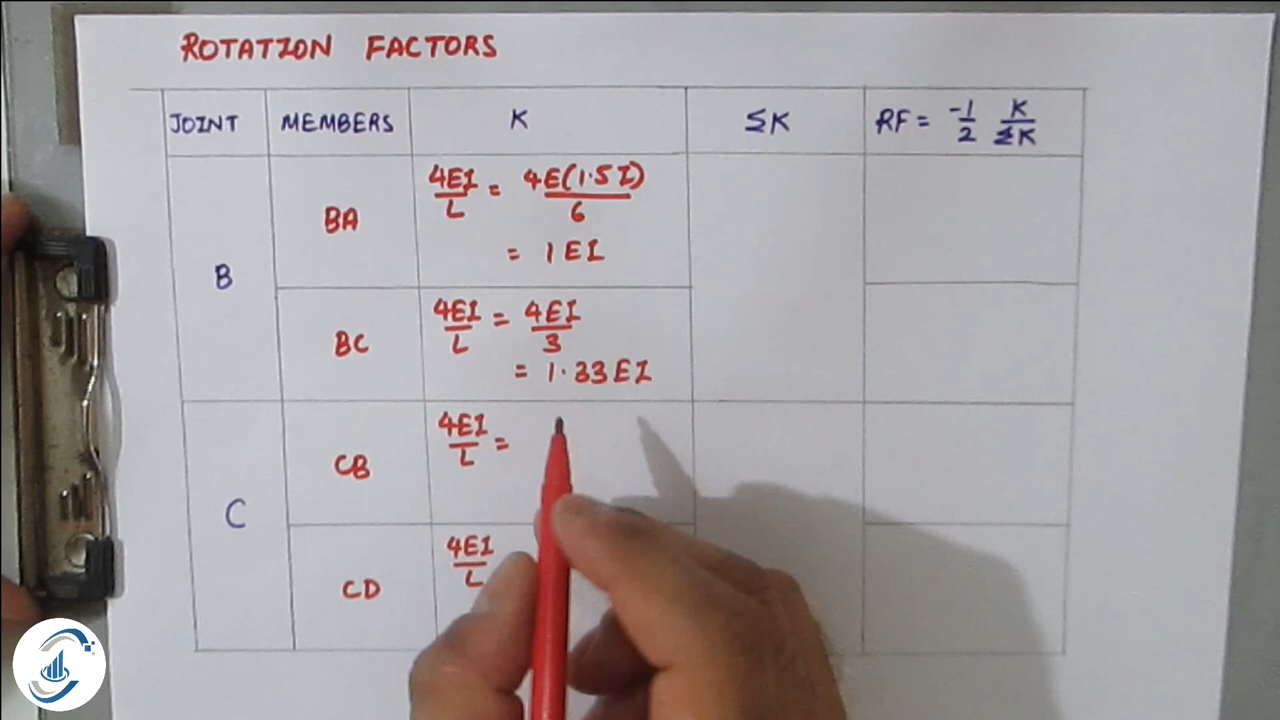 ROTATION FACTORS
JOINT MEMBERS K ΣK RF = -1/2 K/ΣK
B
BA
4EI/L = 4E(1.5I)/6
= 1EI
BC
4EI/L = 4EI/3
= 1.33EI
C
CB
4EI/L =
CD
4EI/L